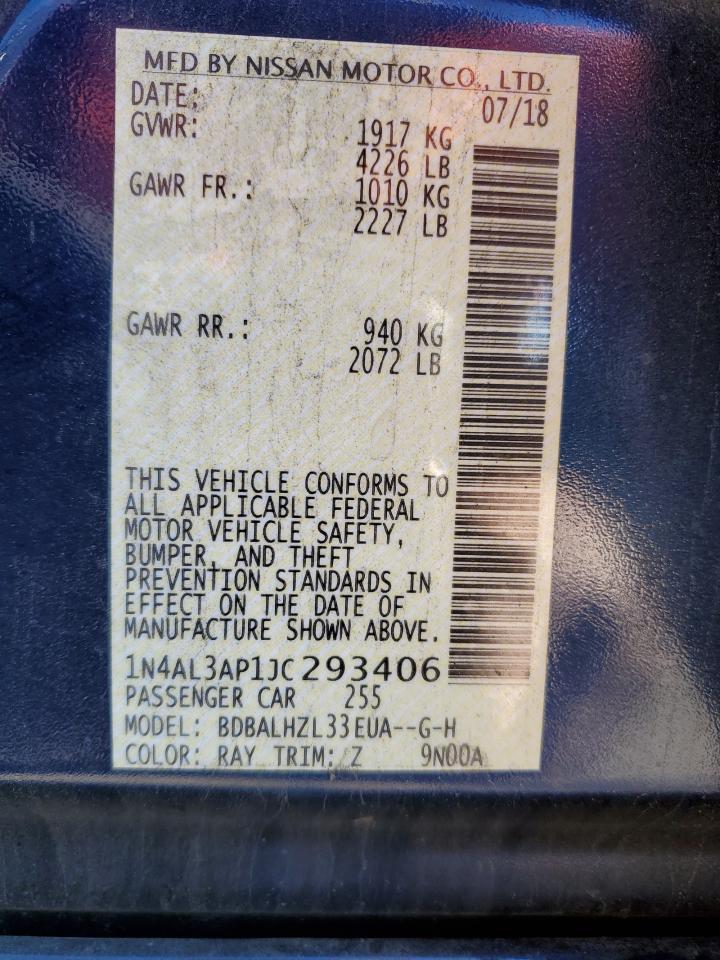 MFD BY NISSAN MOTOR CO., LTD.
DATE: 07/18
GVWR: 1917 KG
4226 LB
GAWR FR.: 1010 KG
2227 LB
GAWR RR.: 940 KG
2072 LB
THIS VEHICLE CONFORMS TO
ALL APPLICABLE FEDERAL
MOTOR VEHICLE SAFETY,
BUMPER, AND THEFT
PREVENTION STANDARDS IN
EFFECT ON THE DATE OF
MANUFACTURE SHOWN ABOVE.
1N4AL3AP1JC293406
PASSENGER CAR 255
MODEL: BDBALHZL33EUA--G-H
COLOR: RAY TRIM: Z 9N00A